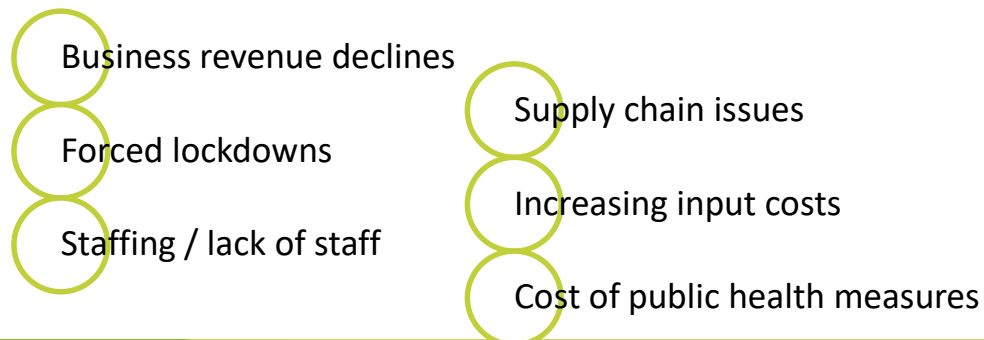 Business revenue declines
Forced lockdowns
Staffing / lack of staff
Supply chain issues
Increasing input costs
Cost of public health measures